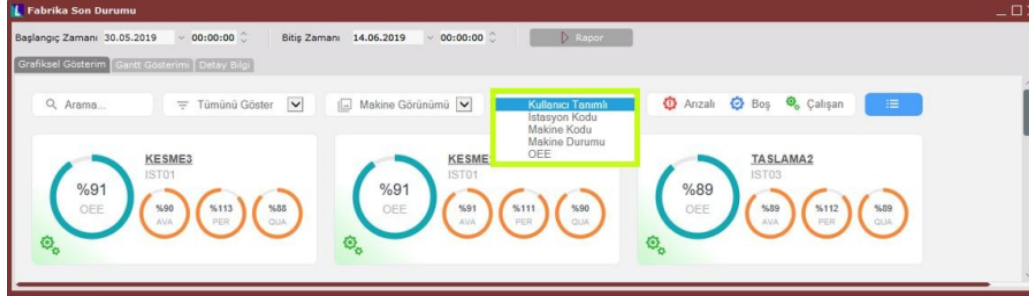 Fabrika Son Durumu
Başlangıç Zamanı 30.05.2019 00:00:00 Bitiş Zamanı 14.06.2019 00:00:00 Rapor
Grafiksel Gösterim Gantt Gösterimi Detay Bilgi
Arama... Tümünü Göster Makine Görünümü Kullanıcı Tanımlı Arızalı Boş Çalışan
İstasyon Kodu
Makine Kodu
Makine Durumu
OEE
KESME3
IST01
%91
OEE
%90 %113 %88
AVA PER QUA
KESME
IST01
%91
OEE
%91 %111 %90
AVA PER QUA
TASLAMA2
IST03
%89
OEE
%89 %112 %89
AVA PER QUA